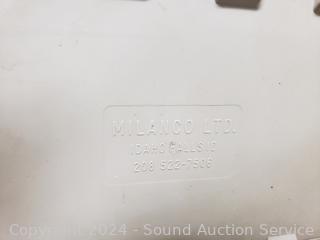 MILANCO LTD.
IDAHO FALLS ID
208 522-7506
Copyright 2024 - Sound Auction Service